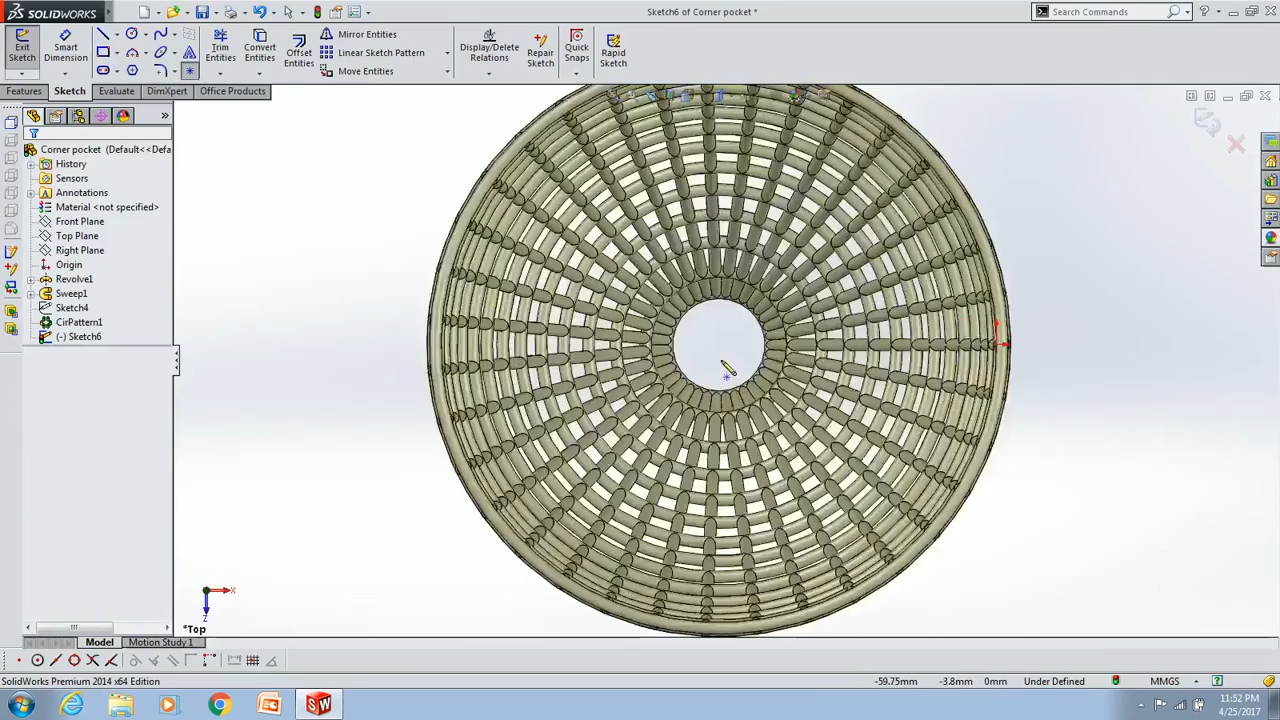 SOLIDWORKS
Sketch6 of Corner pocket *
Search Commands
Exit Sketch
Smart Dimension
Trim Entities
Convert Entities
Offset Entities
Mirror Entities
Linear Sketch Pattern
Move Entities
Display/Delete Relations
Repair Sketch
Quick Snaps
Rapid Sketch
Features
Sketch
Evaluate
DimXpert
Office Products
Corner pocket (Default<<Defa
History
Sensors
Annotations
Material <not specified>
Front Plane
Top Plane
Right Plane
Origin
Revolve1
Sweep1
Sketch4
CirPattern1
(-) Sketch6
X
Z
*Top
Model
Motion Study 1
SolidWorks Premium 2014 x64 Edition
-59.75mm
-3.8mm
0mm
Under Defined
MMGS
11:52 PM
4/25/2017